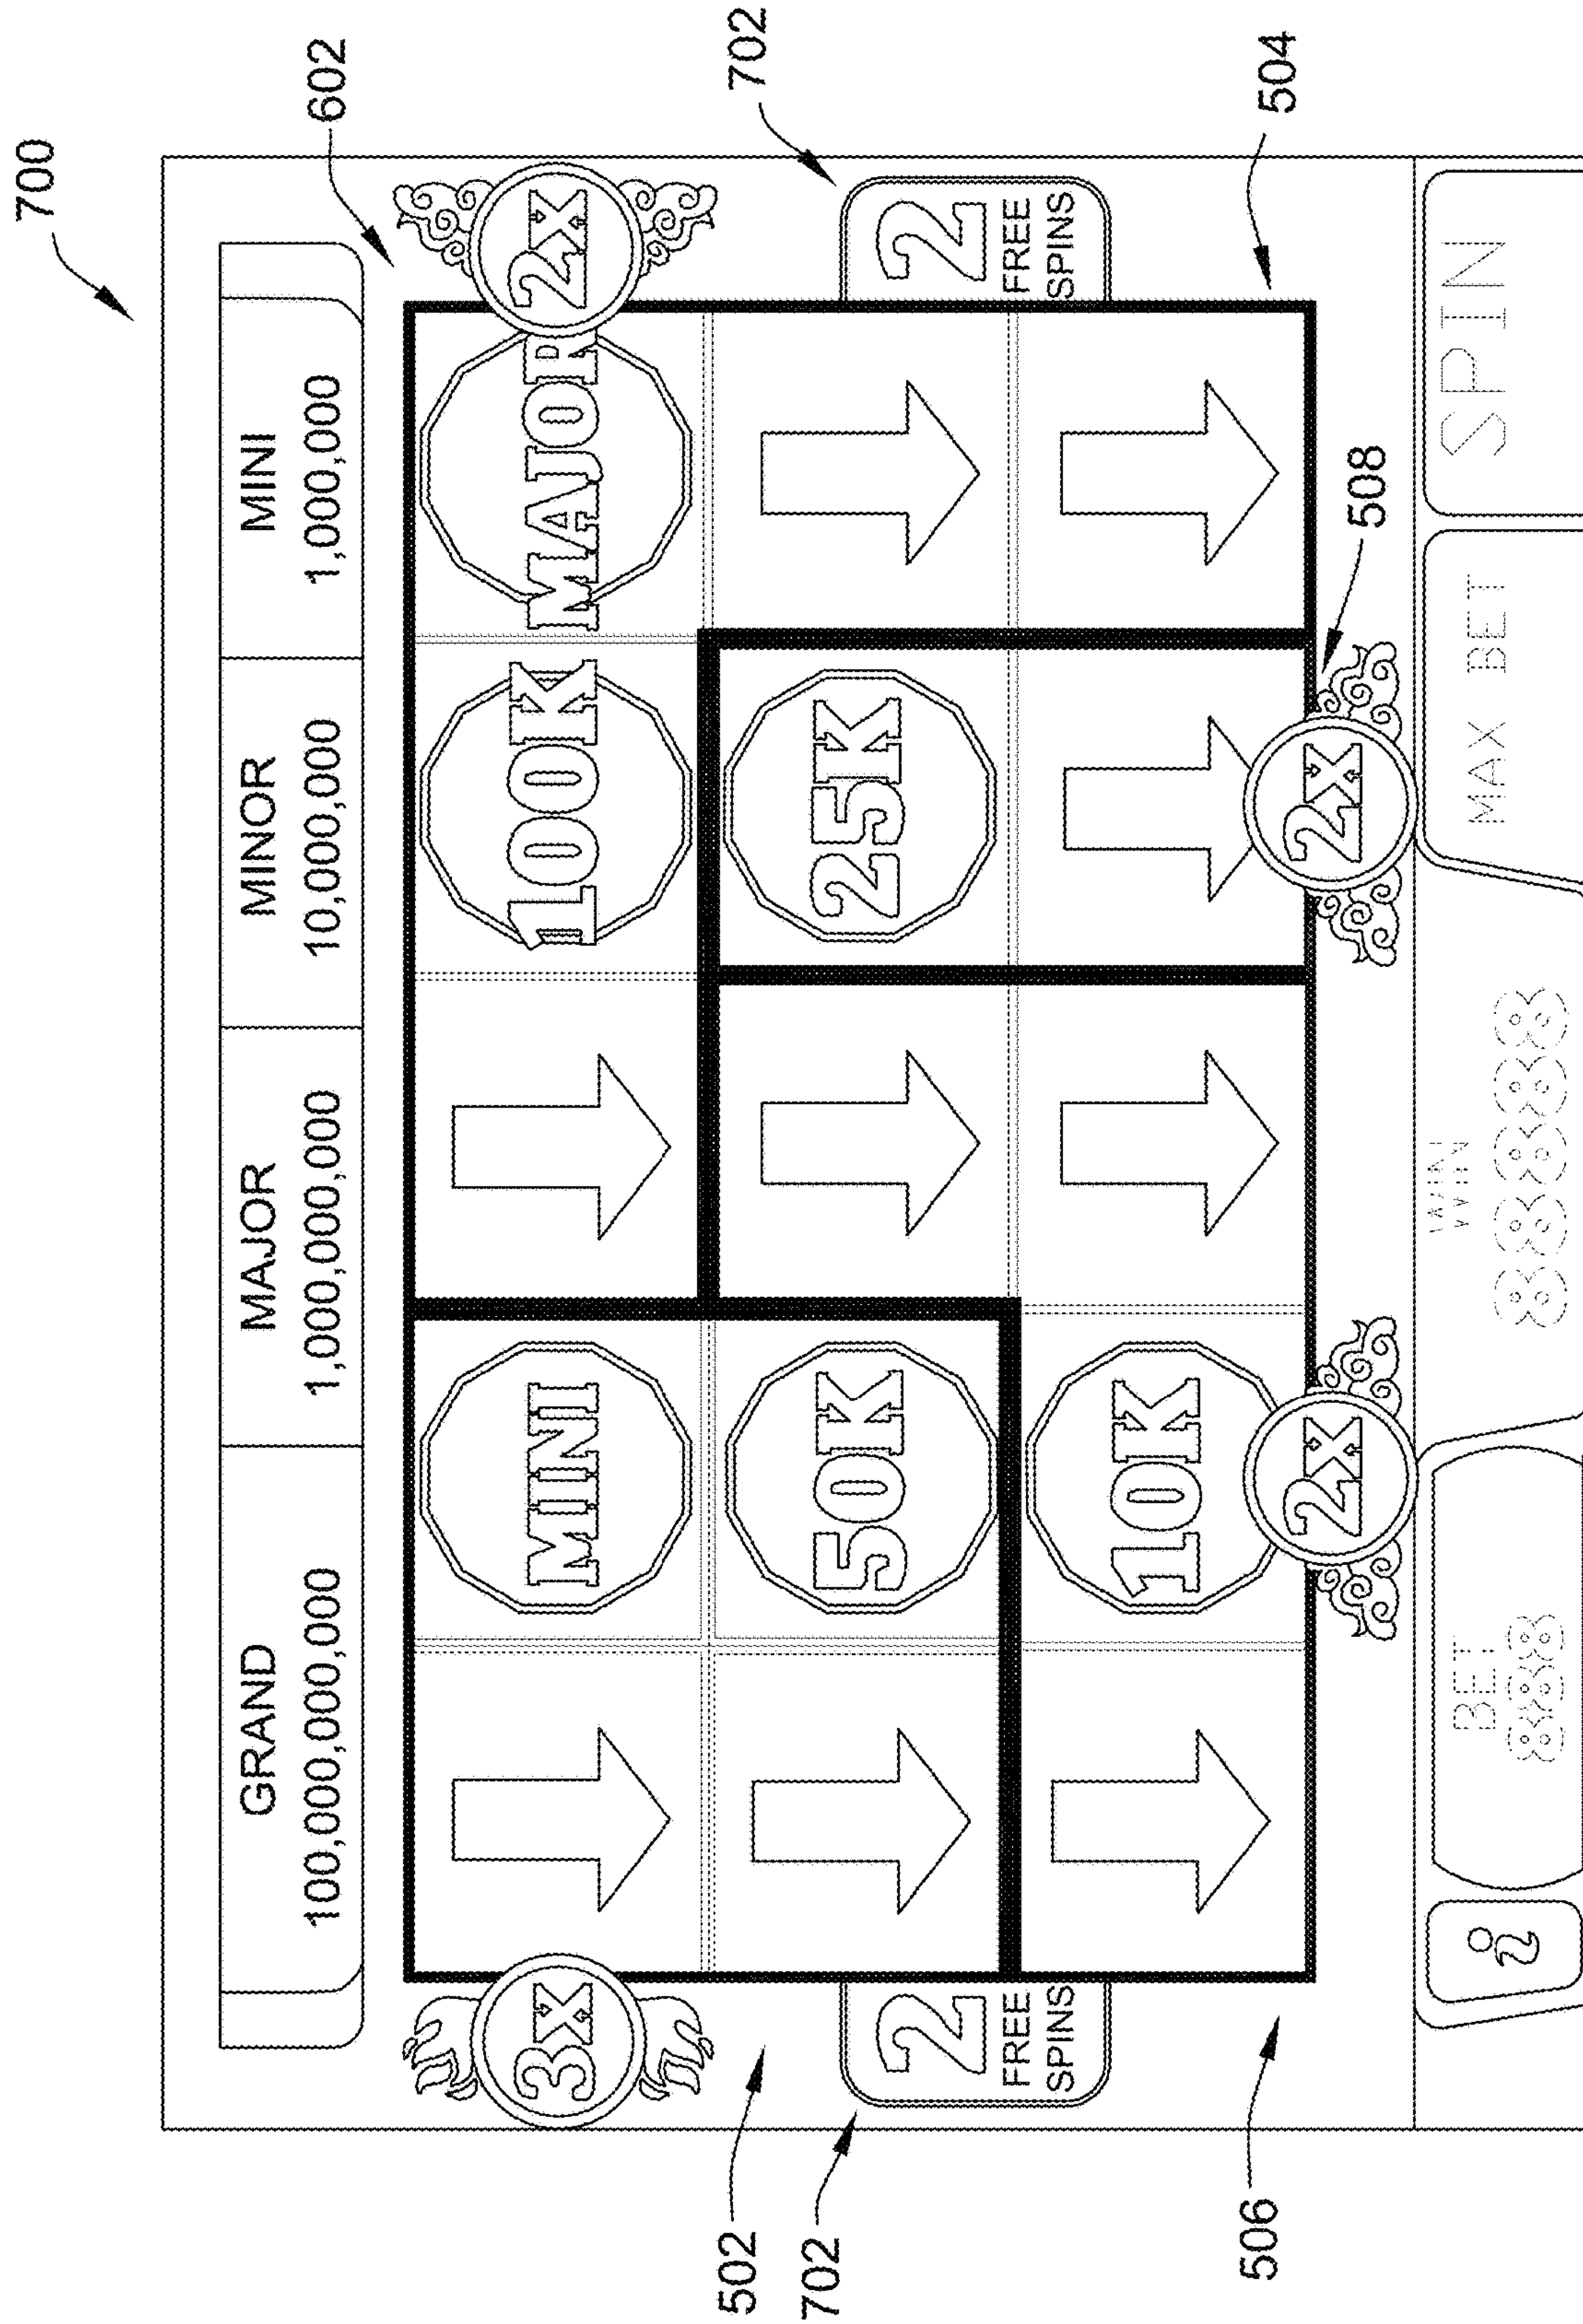 700
GRAND
100,000,000,000
MAJOR
1,000,000,000
MINOR
10,000,000
MINI
1,000,000
602
3x
MINI
100K
MAJOR
2x
502
702
2
FREE
SPINS
50K
25K
2
FREE
SPINS
702
506
10K
504
2x
2x
508
BET
888
WIN
WIN
88888
MAX BET
SPIN
i